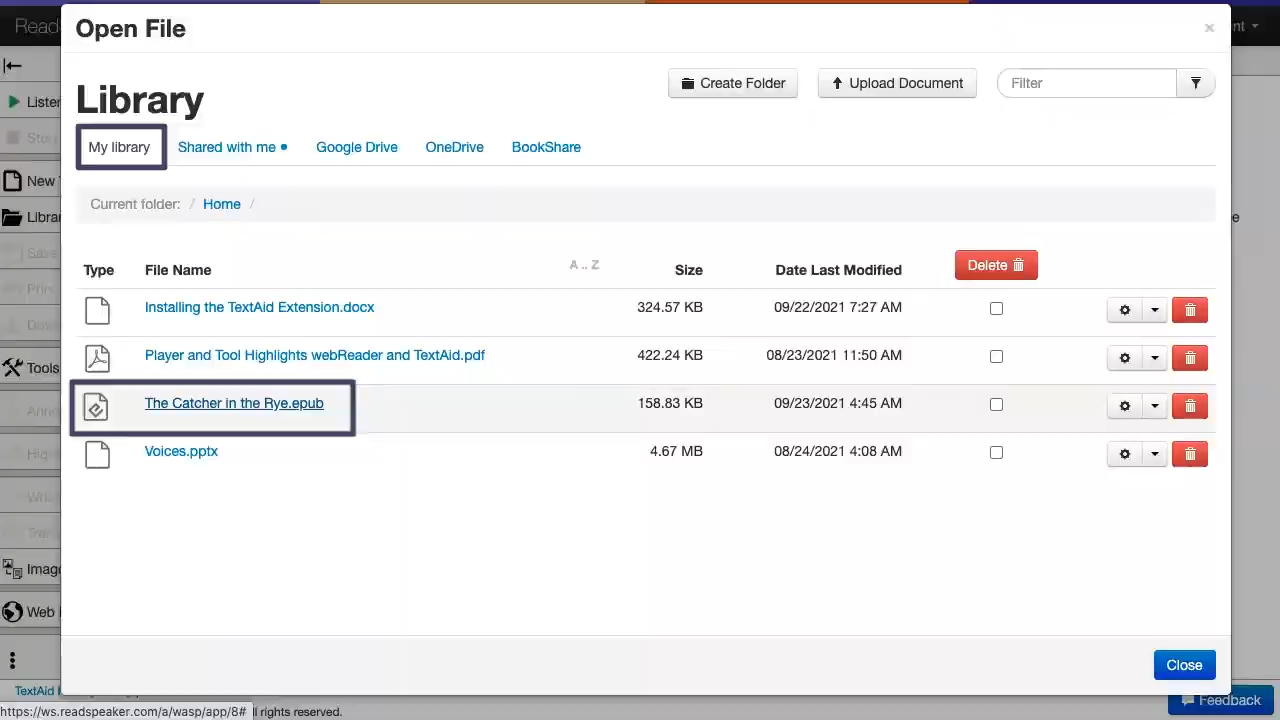 Open File
×
Create Folder
Upload Document
Filter
Library
My library
Shared with me
Google Drive
OneDrive
BookShare
Current folder: / Home /
Type File Name A .. Z Size Date Last Modified Delete
Installing the TextAid Extension.docx 324.57 KB 09/22/2021 7:27 AM
Player and Tool Highlights webReader and TextAid.pdf 422.24 KB 08/23/2021 11:50 AM
The Catcher in the Rye.epub 158.83 KB 09/23/2021 4:45 AM
Voices.pptx 4.67 MB 08/24/2021 4:08 AM
Close
Read
Listen
New
Tools
Web
TextAid
Feedback
https://ws.readspeaker.com/a/wasp/app/8# ll rights reserved.